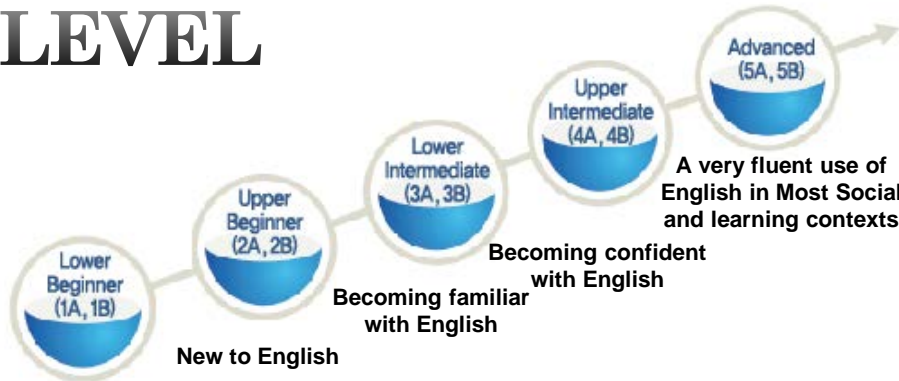 LEVEL
Lower
Beginner
(1A, 1B)
New to English
Upper
Beginner
(2A, 2B)
Becoming familiar
with English
Lower
Intermediate
(3A, 3B)
Becoming confident
with English
Upper
Intermediate
(4A, 4B)
A very fluent use of
English in Most Social
and learning contexts
Advanced
(5A, 5B)